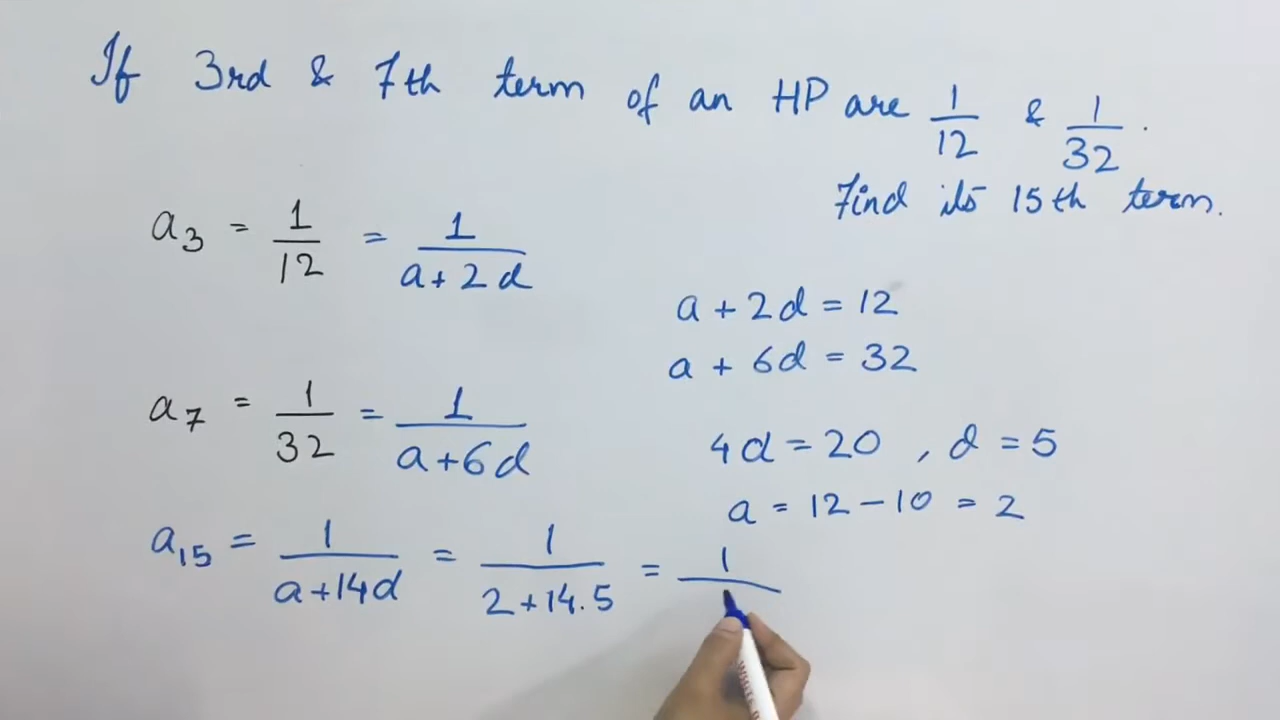 If 3rd & 7th term of an HP are 1/12 & 1/32.
Find its 15th term.
a₃ = 1/12 = 1/(a+2d)
a+2d=12
a+6d=32
a₇ = 1/32 = 1/(a+6d)
4d=20, d=5
a=12-10=2
a₁₅ = 1/(a+14d) = 1/(2+14.5) = 1/